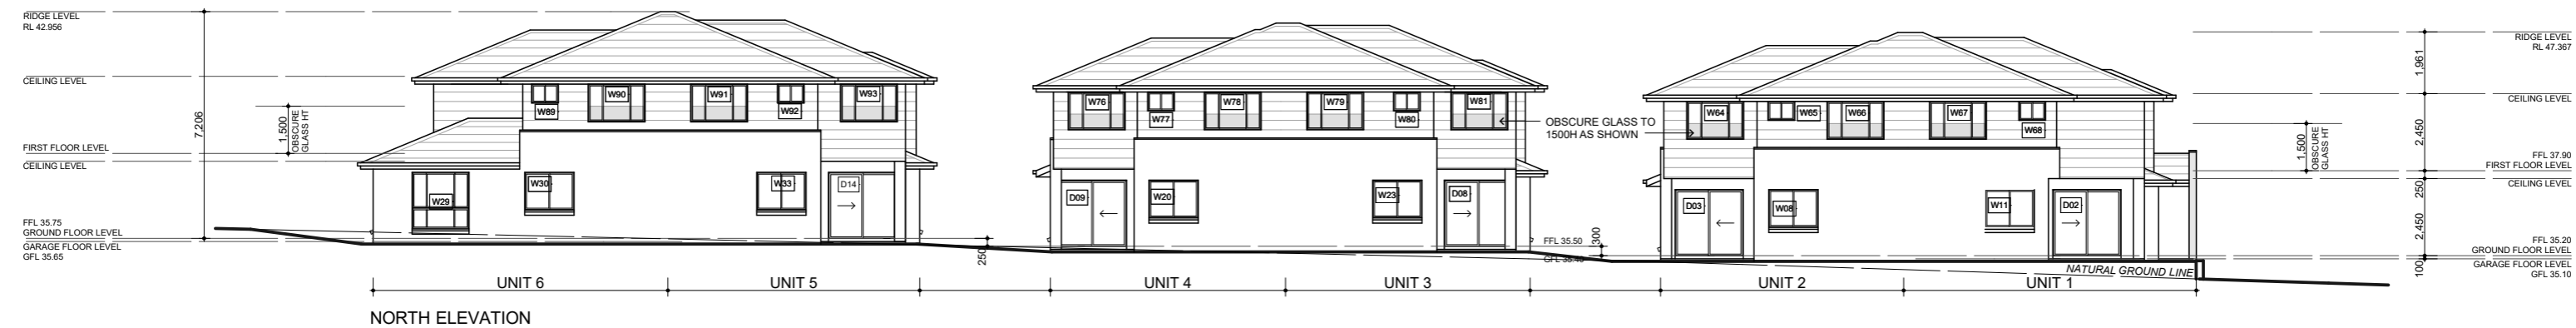 RIDGE LEVEL
RL 42.956
CEILING LEVEL
FIRST FLOOR LEVEL
CEILING LEVEL
FFL 35.75
GROUND FLOOR LEVEL
GARAGE FLOOR LEVEL
GFL 35.65
7,206
1,500
OBSCURE
GLASS HT
W89
W90
W91
W92
W93
W29
W30
W33
D14
250
W76
W77
W78
W79
W80
W81
D09
W20
W23
D08
OBSCURE GLASS TO
1500H AS SHOWN
FFL 35.50
GFL 35.40
300
W64
W65
W66
W67
W68
D03
W08
W11
D02
NATURAL GROUND LINE
1,500
OBSCURE
GLASS HT
1,961
2,450
250
2,450
100
RIDGE LEVEL
RL 47.367
CEILING LEVEL
FFL 37.90
FIRST FLOOR LEVEL
CEILING LEVEL
FFL 35.20
GROUND FLOOR LEVEL
GARAGE FLOOR LEVEL
GFL 35.10
UNIT 6
UNIT 5
UNIT 4
UNIT 3
UNIT 2
UNIT 1
NORTH ELEVATION